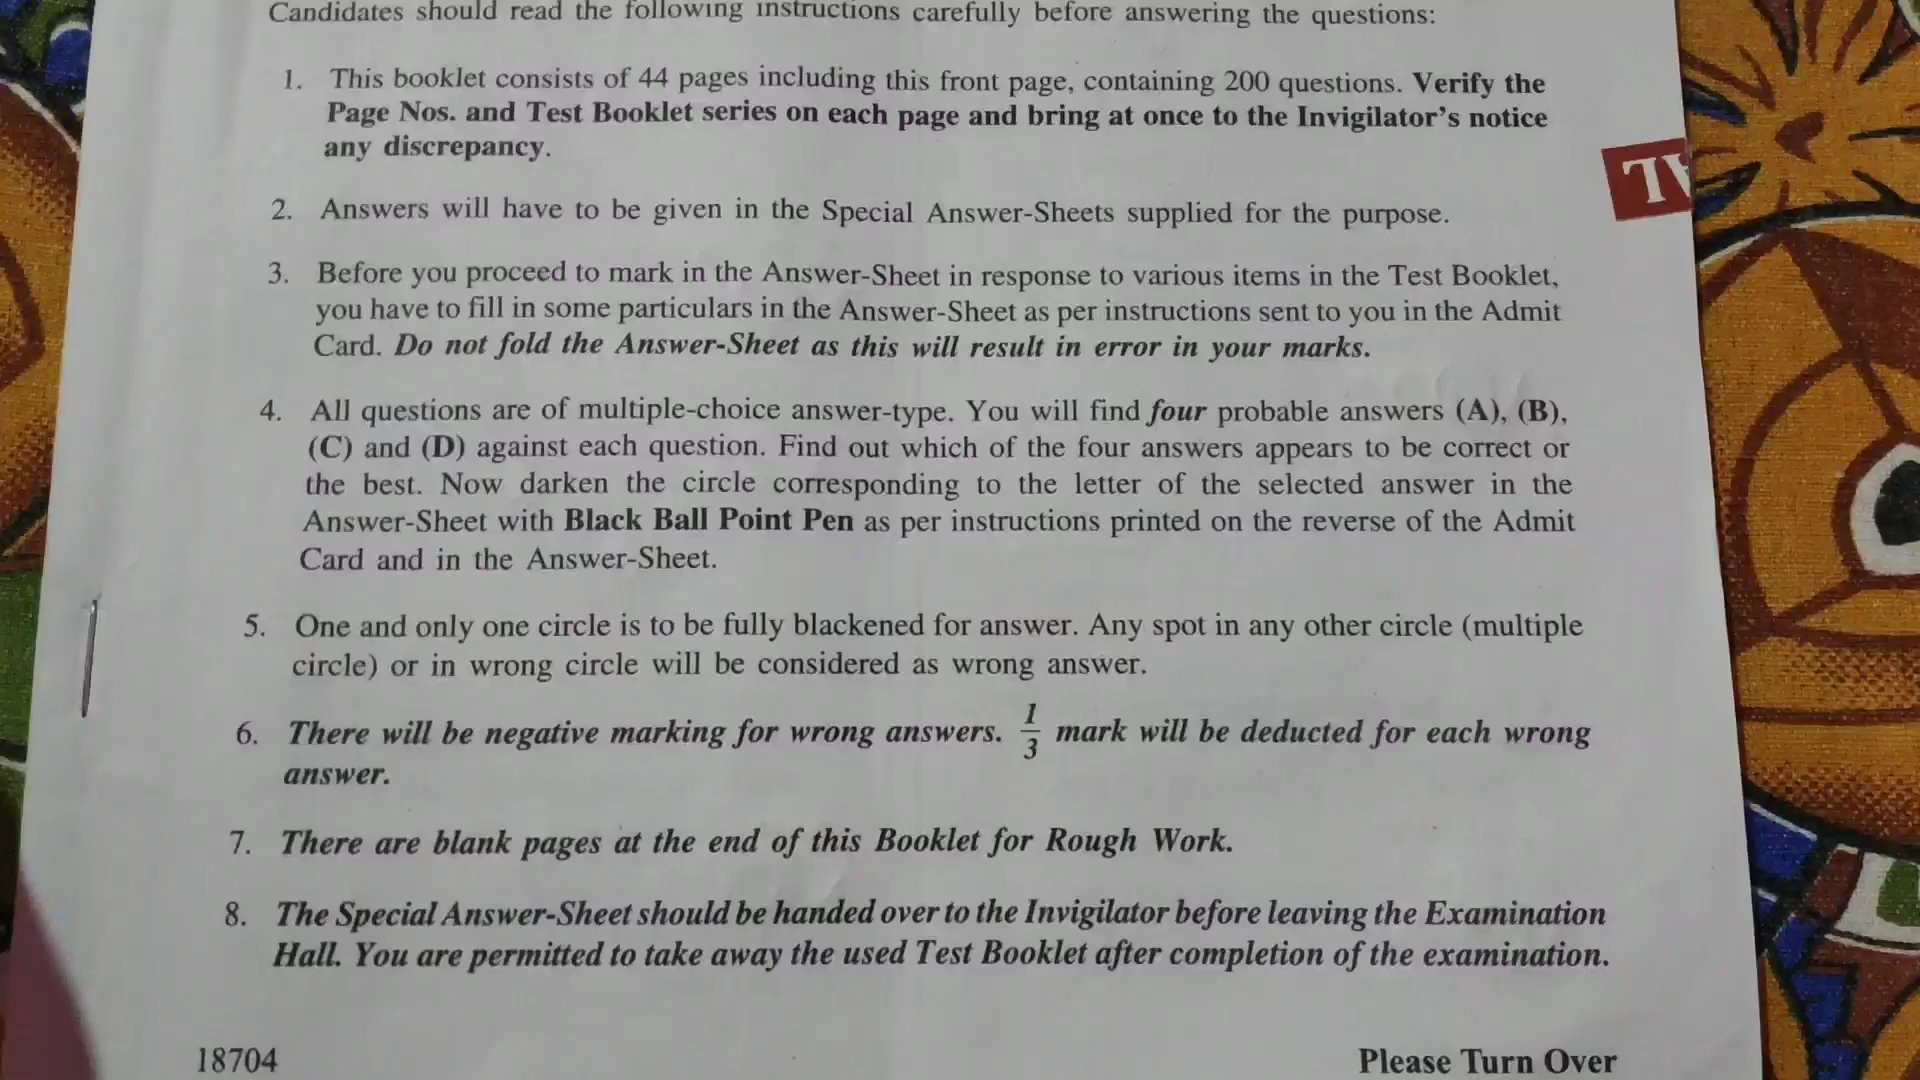 Candidates should read the following instructions carefully before answering the questions:
1. This booklet consists of 44 pages including this front page, containing 200 questions. Verify the
Page Nos. and Test Booklet series on each page and bring at once to the Invigilator's notice
any discrepancy.
2. Answers will have to be given in the Special Answer-Sheets supplied for the purpose.
3. Before you proceed to mark in the Answer-Sheet in response to various items in the Test Booklet,
you have to fill in some particulars in the Answer-Sheet as per instructions sent to you in the Admit
Card. Do not fold the Answer-Sheet as this will result in error in your marks.
4. All questions are of multiple-choice answer-type. You will find four probable answers (A), (B),
(C) and (D) against each question. Find out which of the four answers appears to be correct or
the best. Now darken the circle corresponding to the letter of the selected answer in the
Answer-Sheet with Black Ball Point Pen as per instructions printed on the reverse of the Admit
Card and in the Answer-Sheet.
5. One and only one circle is to be fully blackened for answer. Any spot in any other circle (multiple
circle) or in wrong circle will be considered as wrong answer.
6. There will be negative marking for wrong answers. 1/3 mark will be deducted for each wrong
answer.
7. There are blank pages at the end of this Booklet for Rough Work.
8. The Special Answer-Sheet should be handed over to the Invigilator before leaving the Examination
Hall. You are permitted to take away the used Test Booklet after completion of the examination.
18704
Please Turn Over